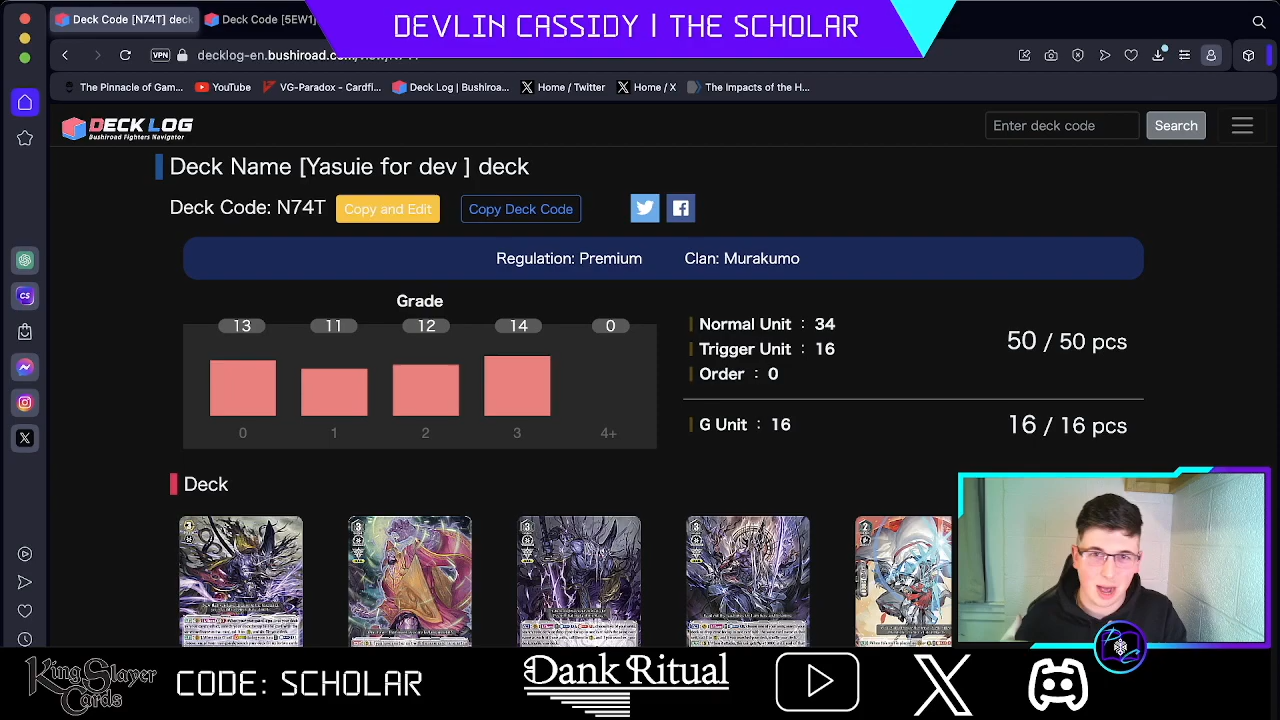 Deck Code [N74T] deck
Deck Code [5EW1]
DEVLIN CASSIDY | THE SCHOLAR
VPN
decklog-en.bushiroad.com/view/N74T
The Pinnacle of Gam...
YouTube
VG-Paradox - Cardfi...
Deck Log | Bushiroa...
Home / Twitter
Home / X
The Impacts of the H...
DECK LOG
Bushiroad Fighters Navigator
Enter deck code
Search
Deck Name [Yasuie for dev ] deck
Deck Code: N74T
Copy and Edit
Copy Deck Code
Regulation: Premium
Clan: Murakumo
Grade
13
11
12
14
0
0
1
2
3
4+
Normal Unit : 34
Trigger Unit : 16
Order : 0
50 / 50 pcs
G Unit : 16
16 / 16 pcs
Deck
King Slayer
Cards
CODE: SCHOLAR
Dank Ritual